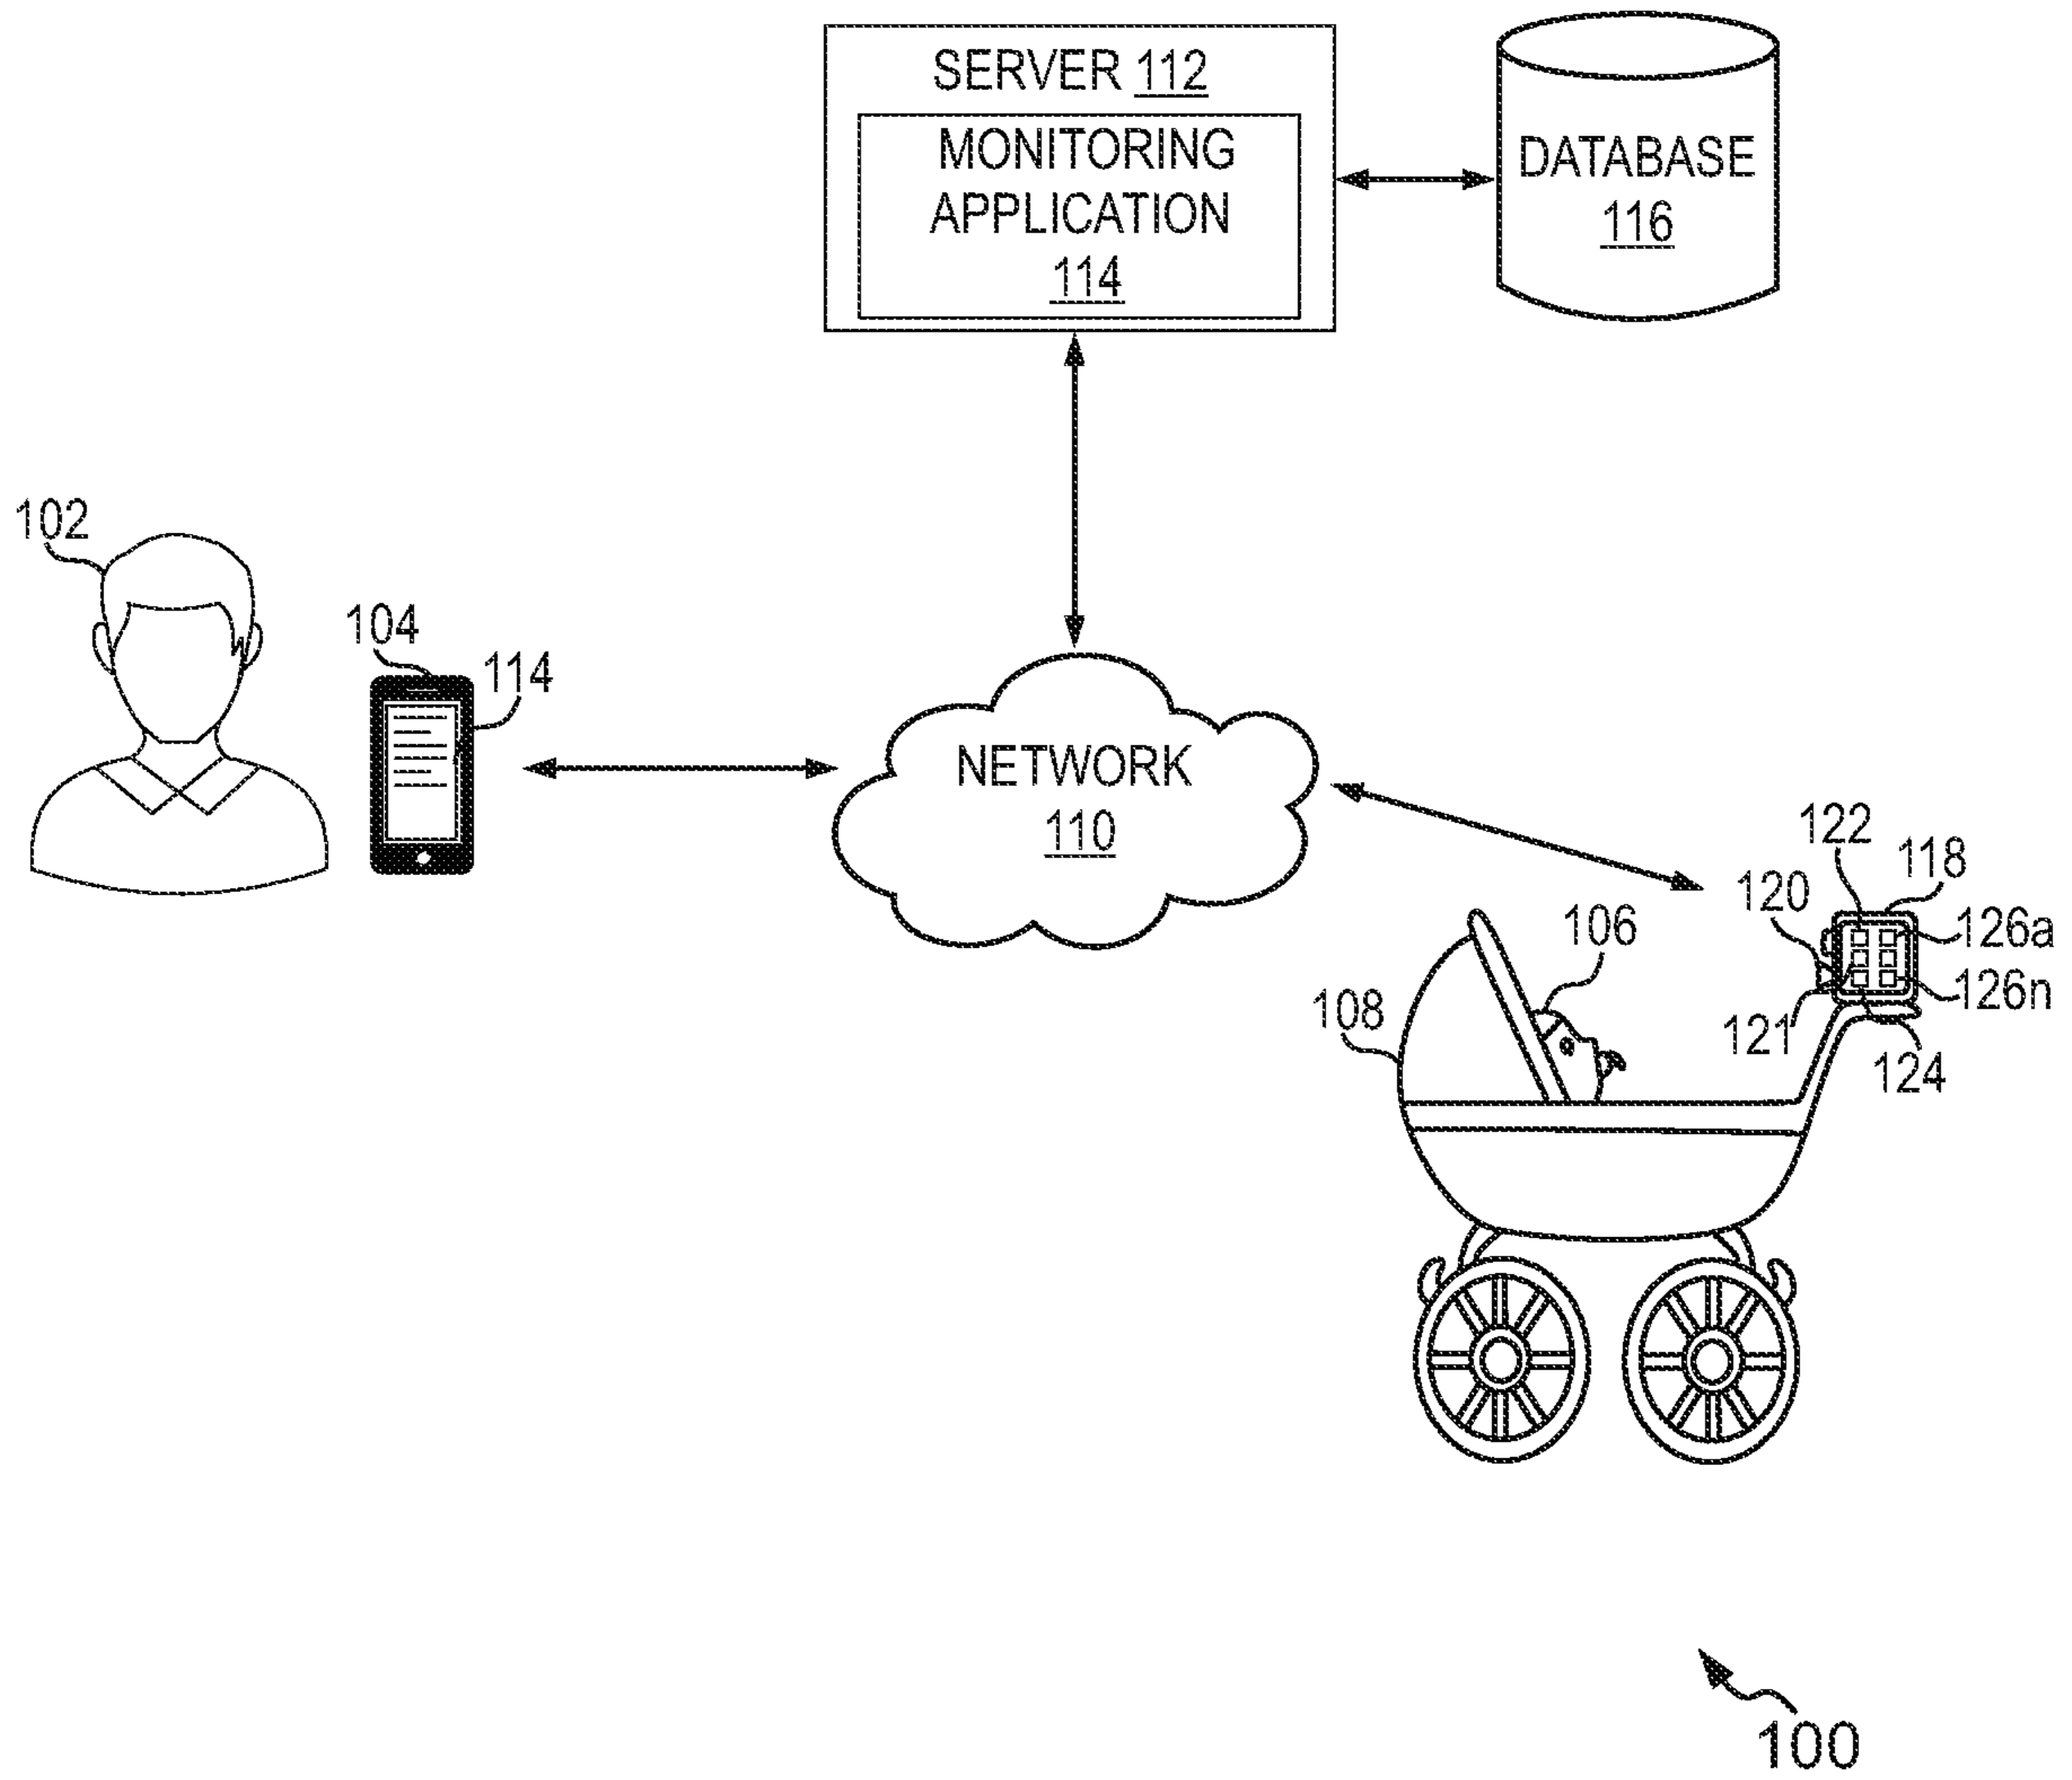 SERVER 112
MONITORING
APPLICATION
114
DATABASE
116
102
104
114
NETWORK
110
122
118
120
126a
106
126n
108
121
124
100